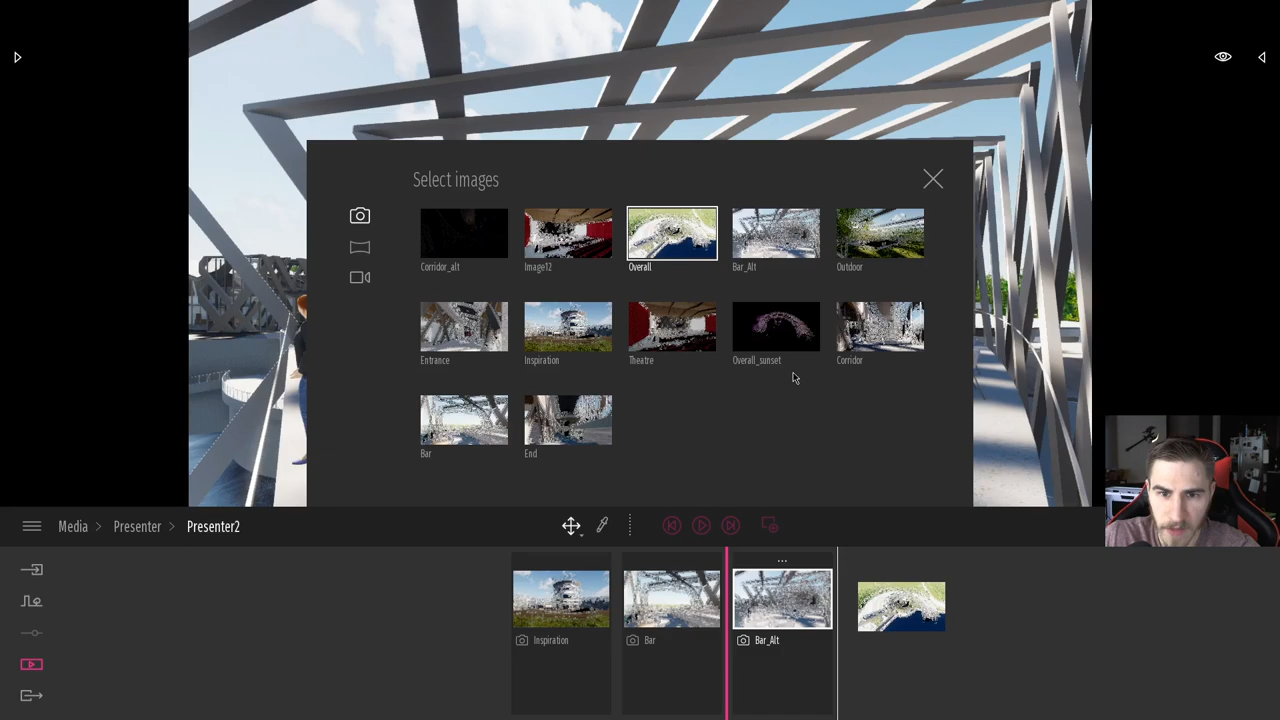 Select images
Corridor_alt
Image12
Overall
Bar_Alt
Outdoor
Entrance
Inspiration
Theatre
Overall_sunset
Corridor
Bar
End
Media > Presenter > Presenter2
...
Inspiration
Bar
Bar_Alt